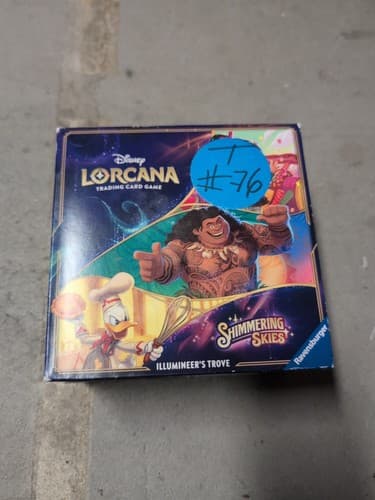 Disney
LORCANA
TRADING CARD GAME
T
#-76
SHIMMERING
SKIES
ILLUMINEER'S TROVE
Ravensburger